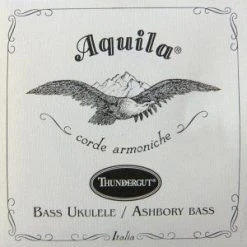 Aquila®
corde armoniche
THUNDERGUT®
BASS UKULELE / ASHBORY BASS
Italia